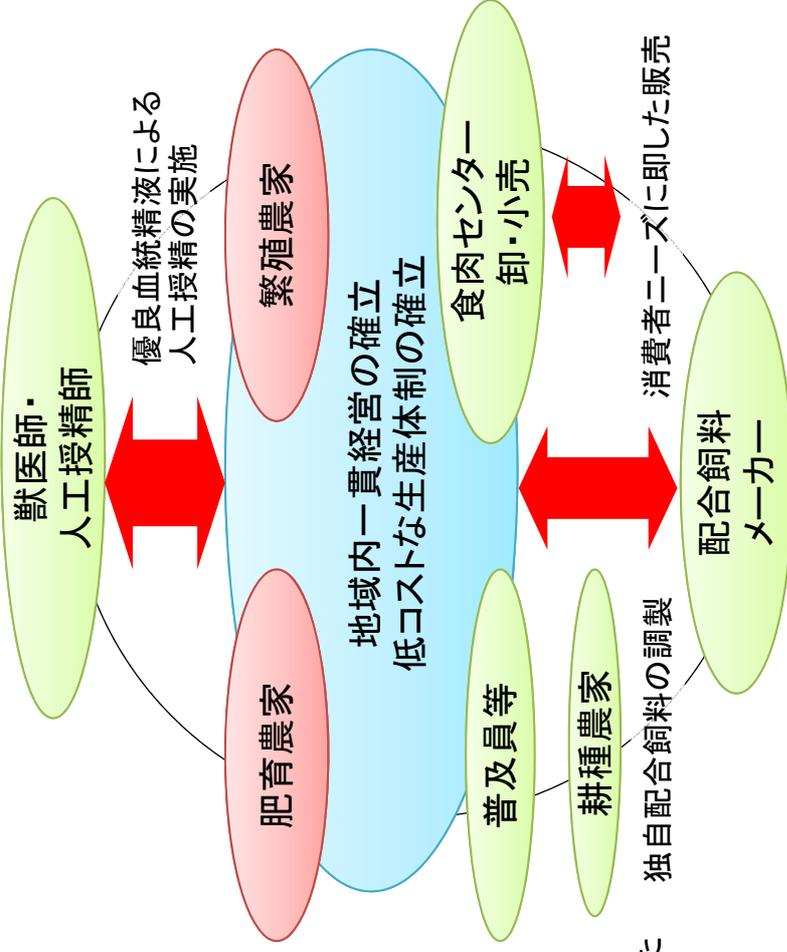 獣医師・
人工授精師
優良血統精液による
人工授精の実施
肥育農家
繁殖農家
地域内一貫経営の確立
低コストな生産体制の確立
普及員等
食肉センター
卸・小売
耕種農家
独自配合飼料の調製
消費者ニーズに即した販売
配合飼料
メーカー